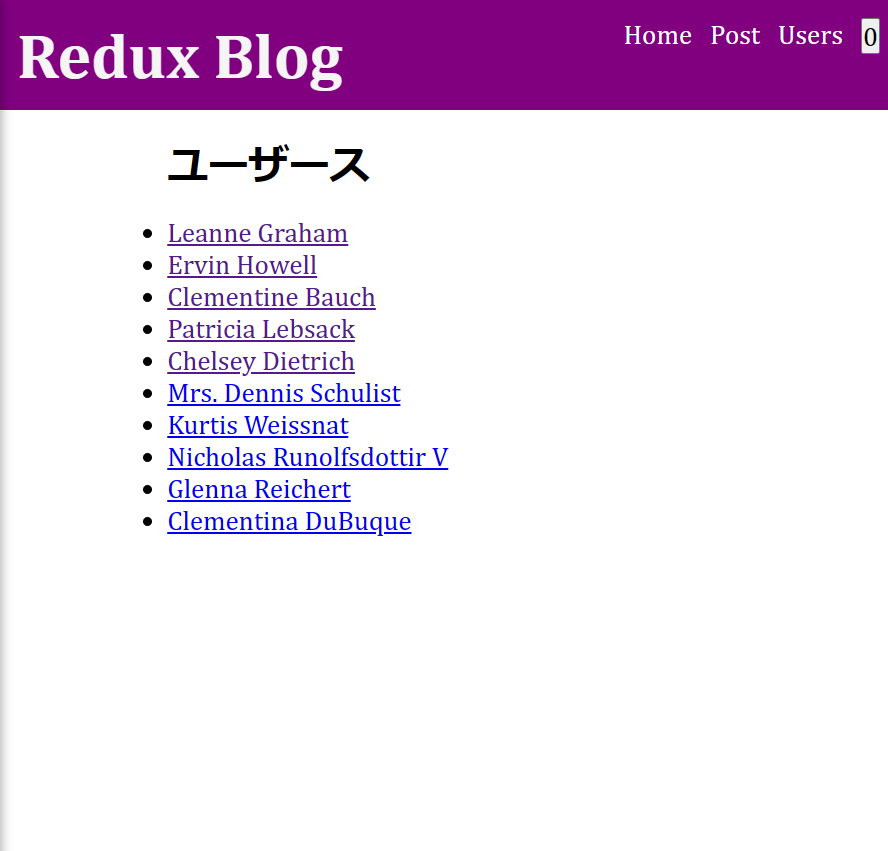 Redux Blog
Home Post Users 0
ユーザース
Leanne Graham
Ervin Howell
Clementine Bauch
Patricia Lebsack
Chelsey Dietrich
Mrs. Dennis Schulist
Kurtis Weissnat
Nicholas Runolfsdottir V
Glenna Reichert
Clementina DuBuque